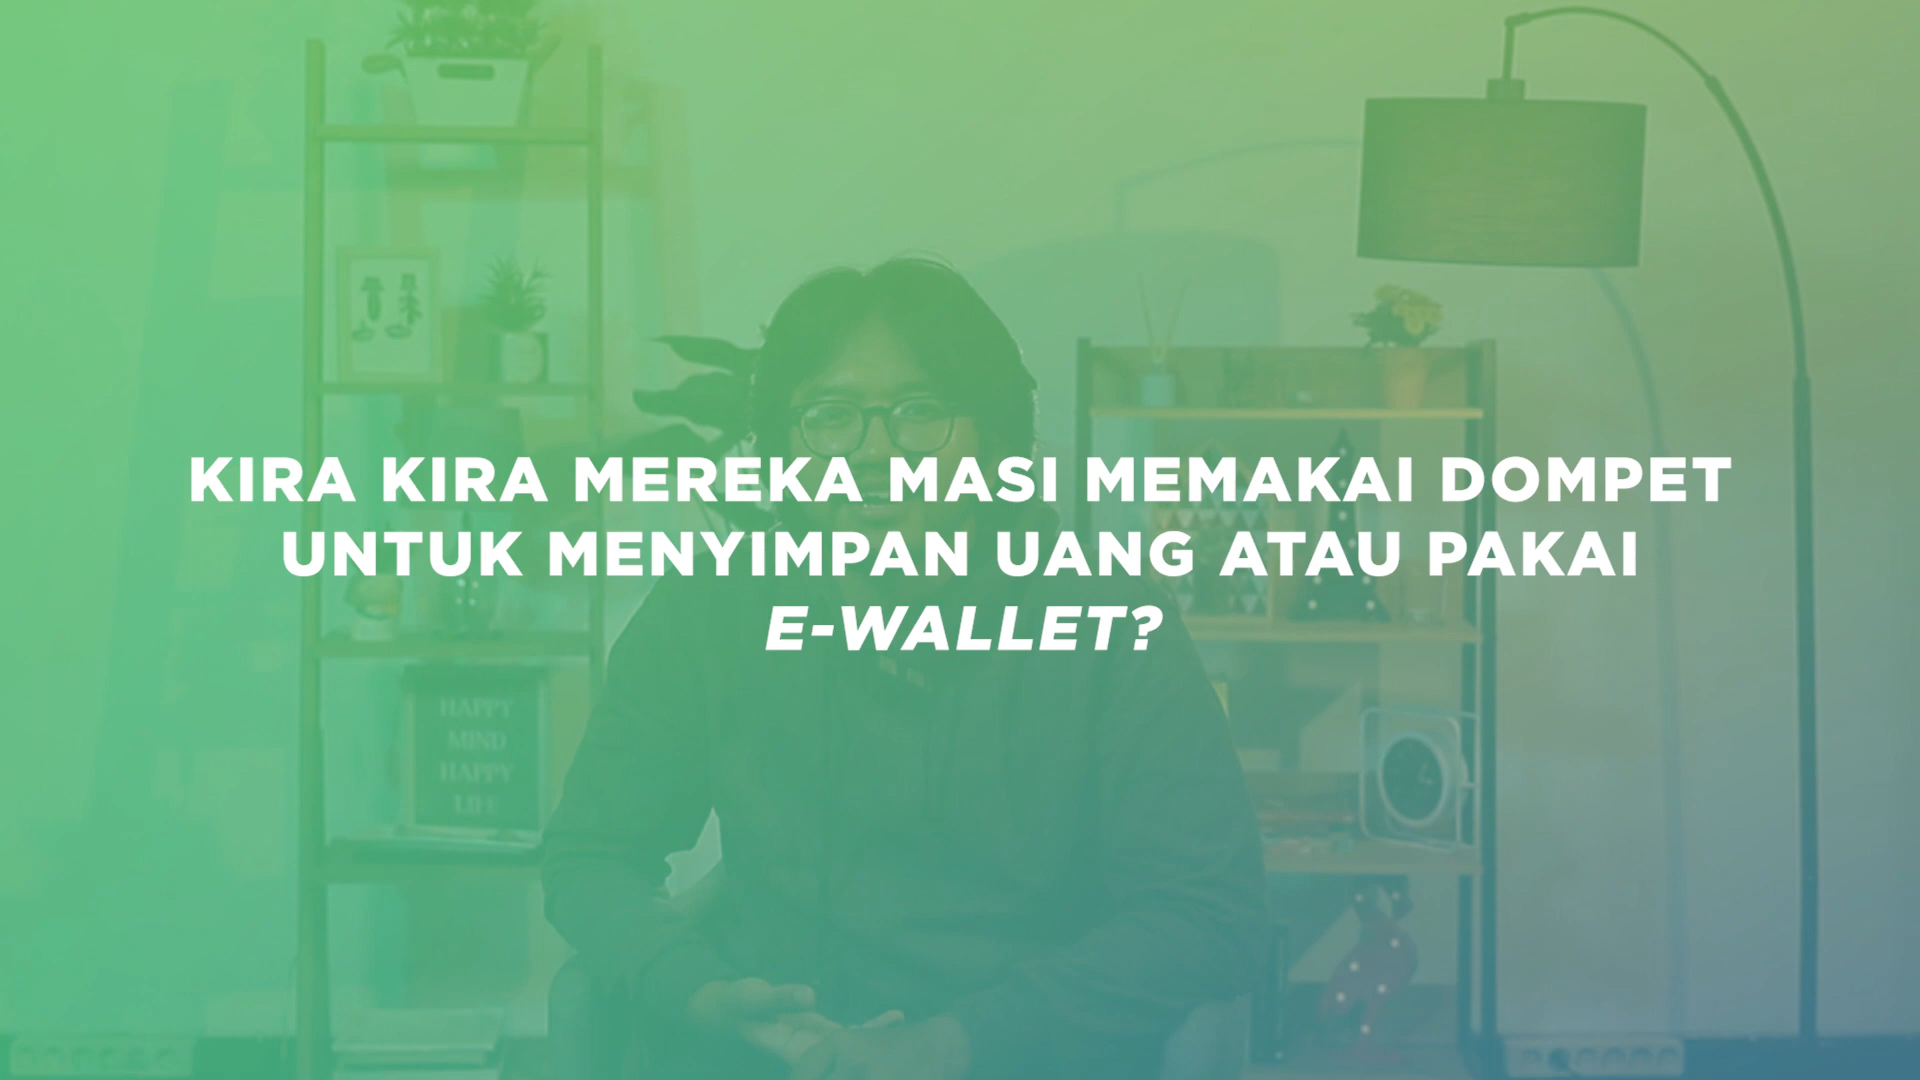 KIRA KIRA MEREKA MASI MEMAKAI DOMPET
UNTUK MENYIMPAN UANG ATAU PAKAI
E-WALLET?
HAPPY
MIND
HAPPY
LIFE